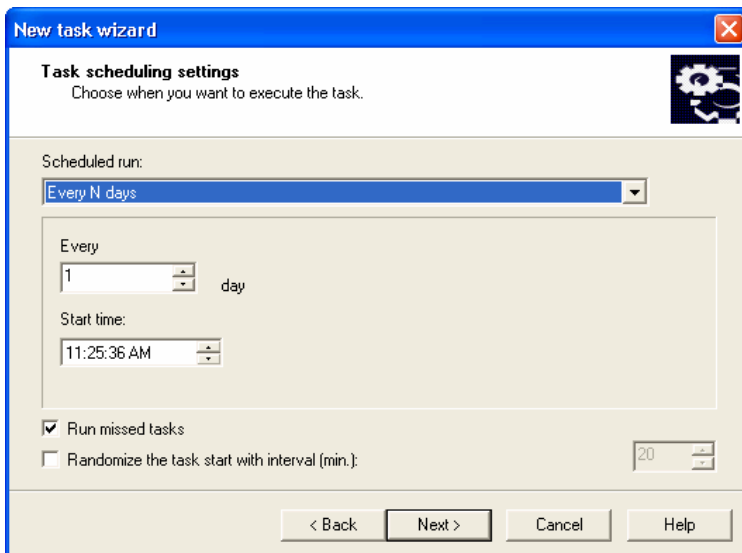 New task wizard
Task scheduling settings
Choose when you want to execute the task.
Scheduled run:
Every N days
Every
1
day
Start time:
11:25:36 AM
Run missed tasks
Randomize the task start with interval (min.):
20
< Back
Next >
Cancel
Help